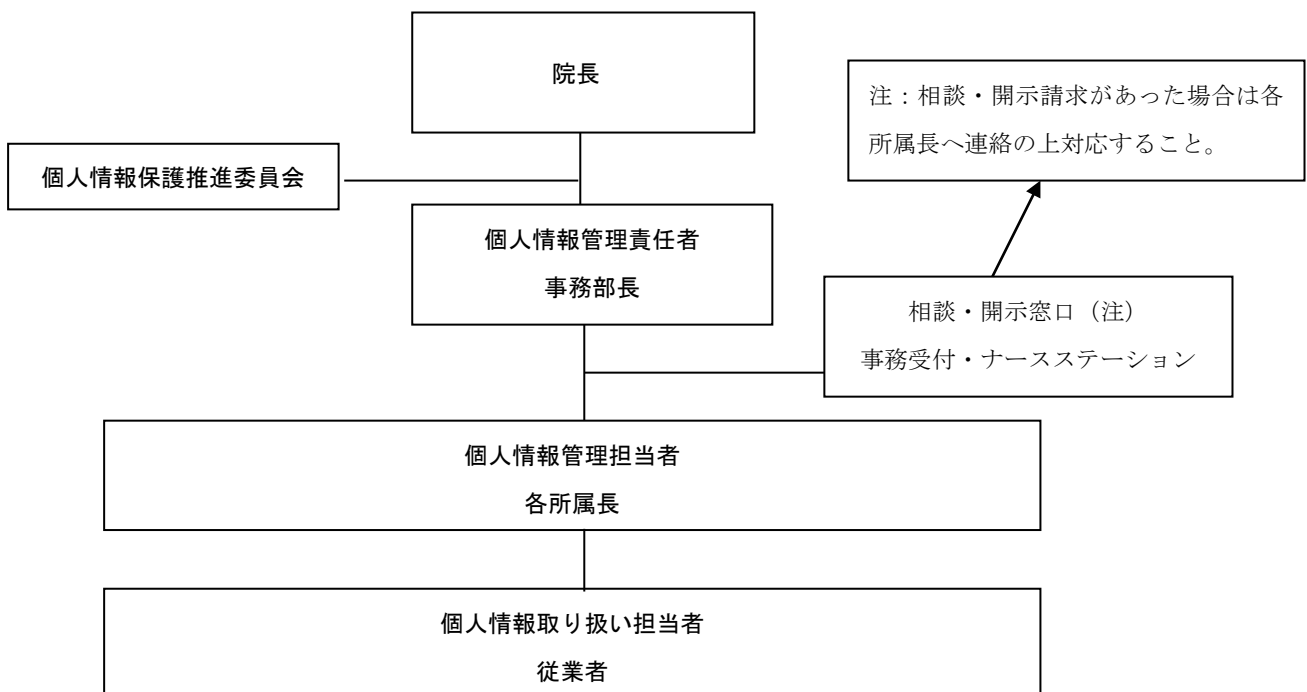 院長
注：相談・開示請求があった場合は各
所属長へ連絡の上対応すること。
個人情報保護推進委員会
個人情報管理責任者
事務部長
相談・開示窓口（注）
事務受付・ナースステーション
個人情報管理担当者
各所属長
個人情報取り扱い担当者
従業者